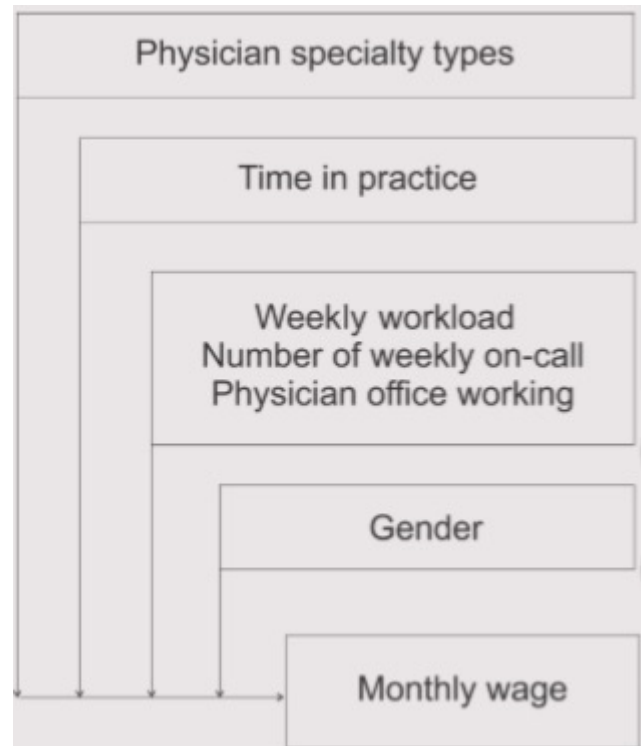 Physician specialty types
Time in practice
Weekly workload
Number of weekly on-call
Physician office working
Gender
Monthly wage